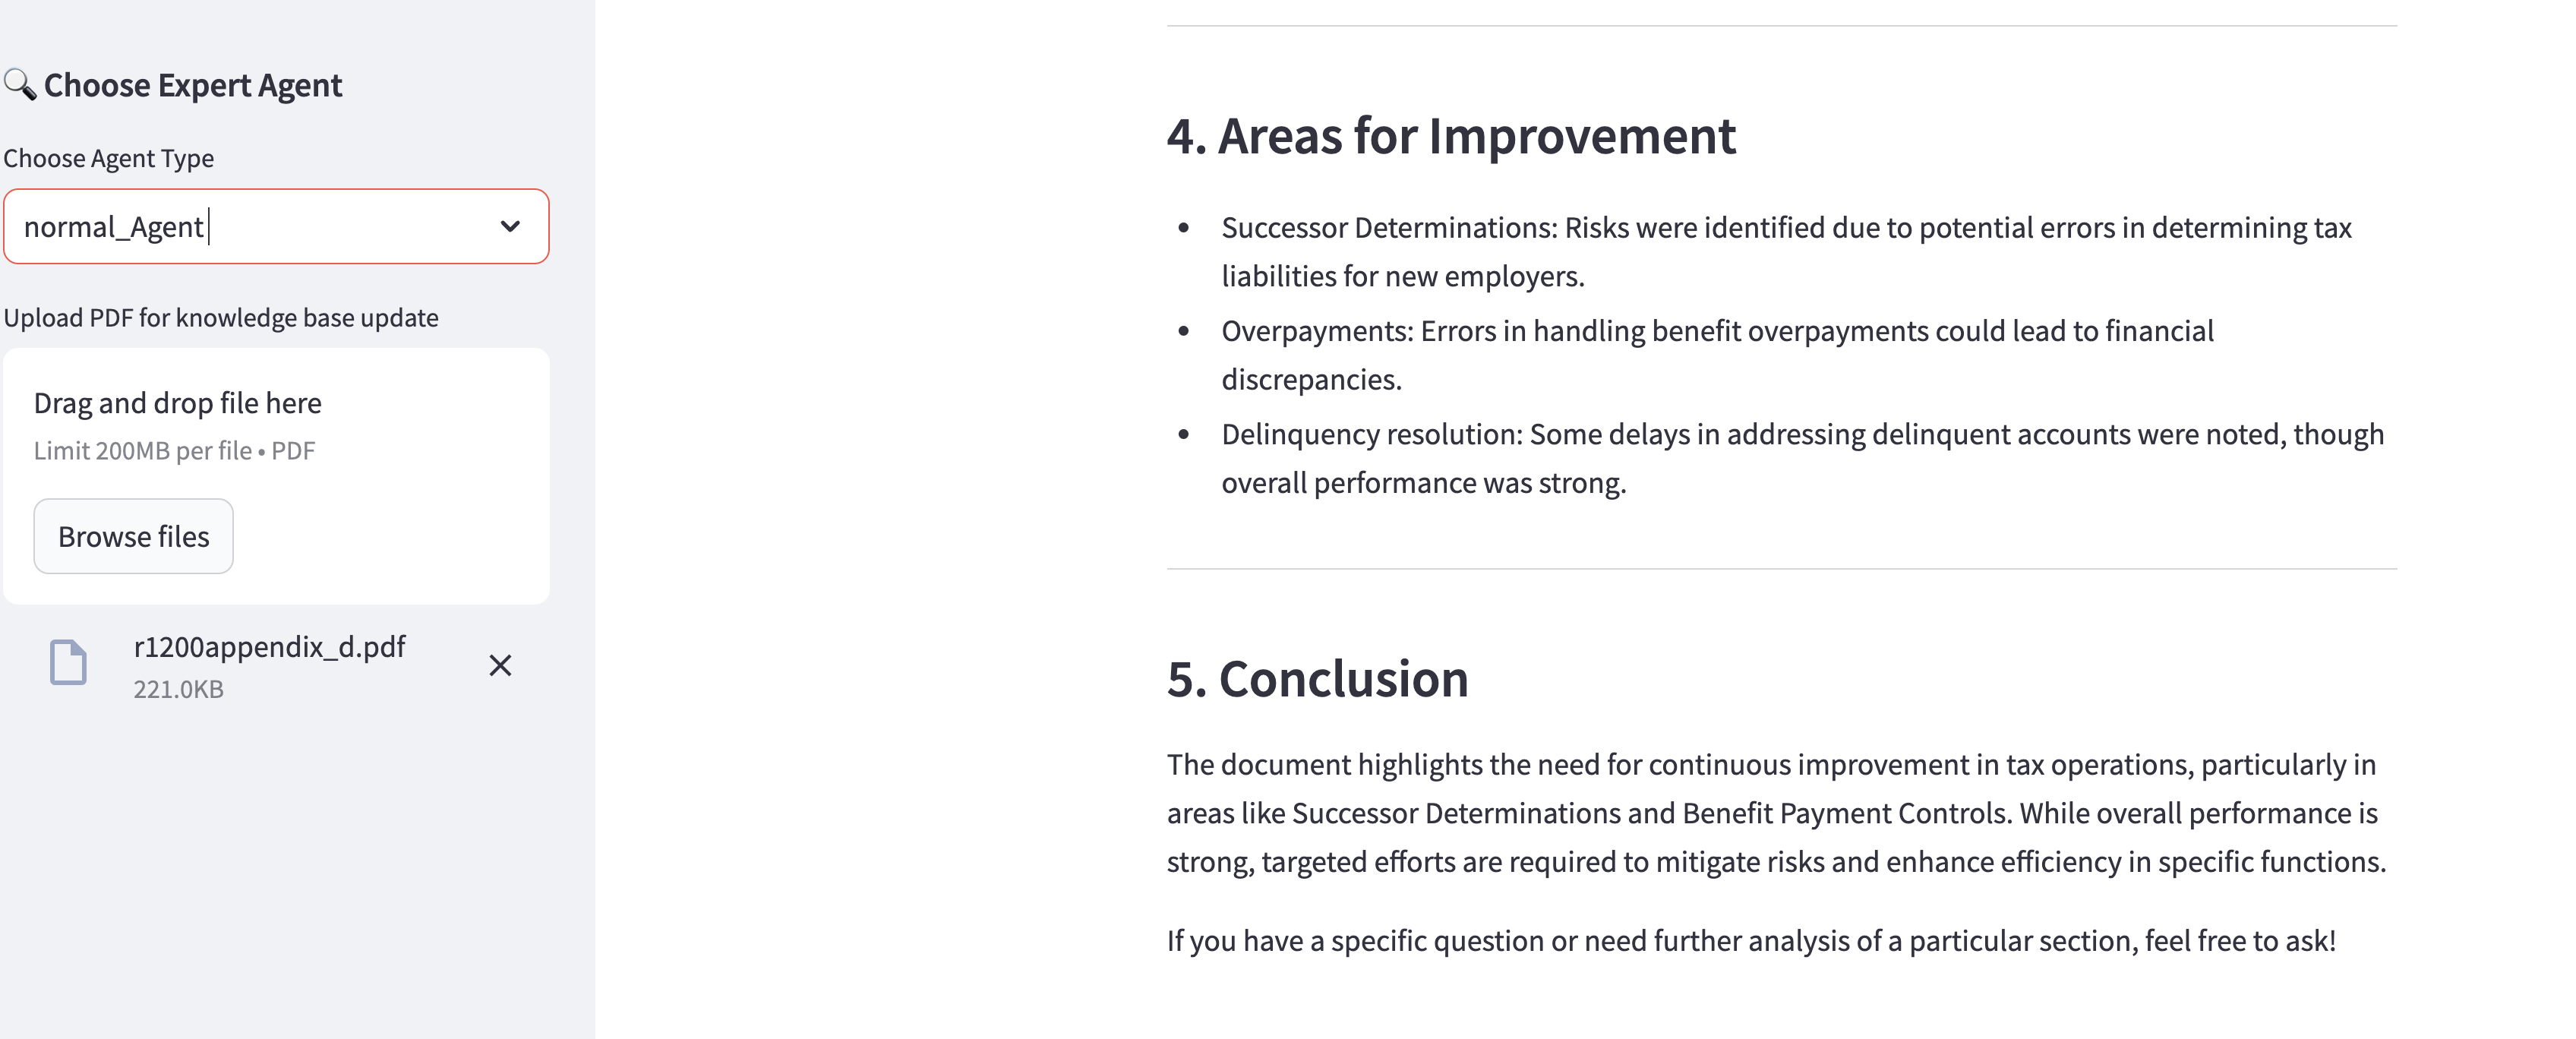 🔍 Choose Expert Agent
Choose Agent Type
normal_Agent
Upload PDF for knowledge base update
Drag and drop file here
Limit 200MB per file • PDF
Browse files
r1200appendix_d.pdf
221.0KB
4. Areas for Improvement
• Successor Determinations: Risks were identified due to potential errors in determining tax
liabilities for new employers.
• Overpayments: Errors in handling benefit overpayments could lead to financial
discrepancies.
• Delinquency resolution: Some delays in addressing delinquent accounts were noted, though
overall performance was strong.
5. Conclusion
The document highlights the need for continuous improvement in tax operations, particularly in
areas like Successor Determinations and Benefit Payment Controls. While overall performance is
strong, targeted efforts are required to mitigate risks and enhance efficiency in specific functions.
If you have a specific question or need further analysis of a particular section, feel free to ask!